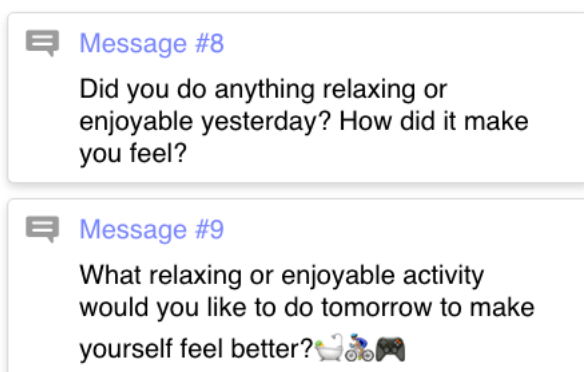 Message #8
Did you do anything relaxing or
enjoyable yesterday? How did it make
you feel?
Message #9
What relaxing or enjoyable activity
would you like to do tomorrow to make
yourself feel better?🛀🚴🎮